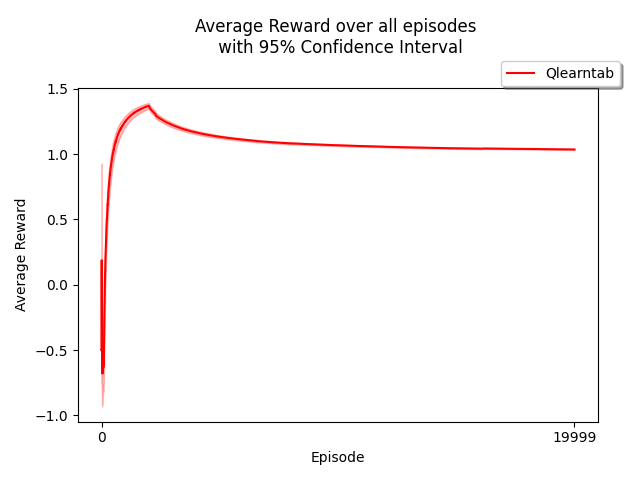 Average Reward over all episodes
with 95% Confidence Interval
Qlearntab
1.5
1.0
0.5
0.0
−0.5
−1.0
Average Reward
0
19999
Episode